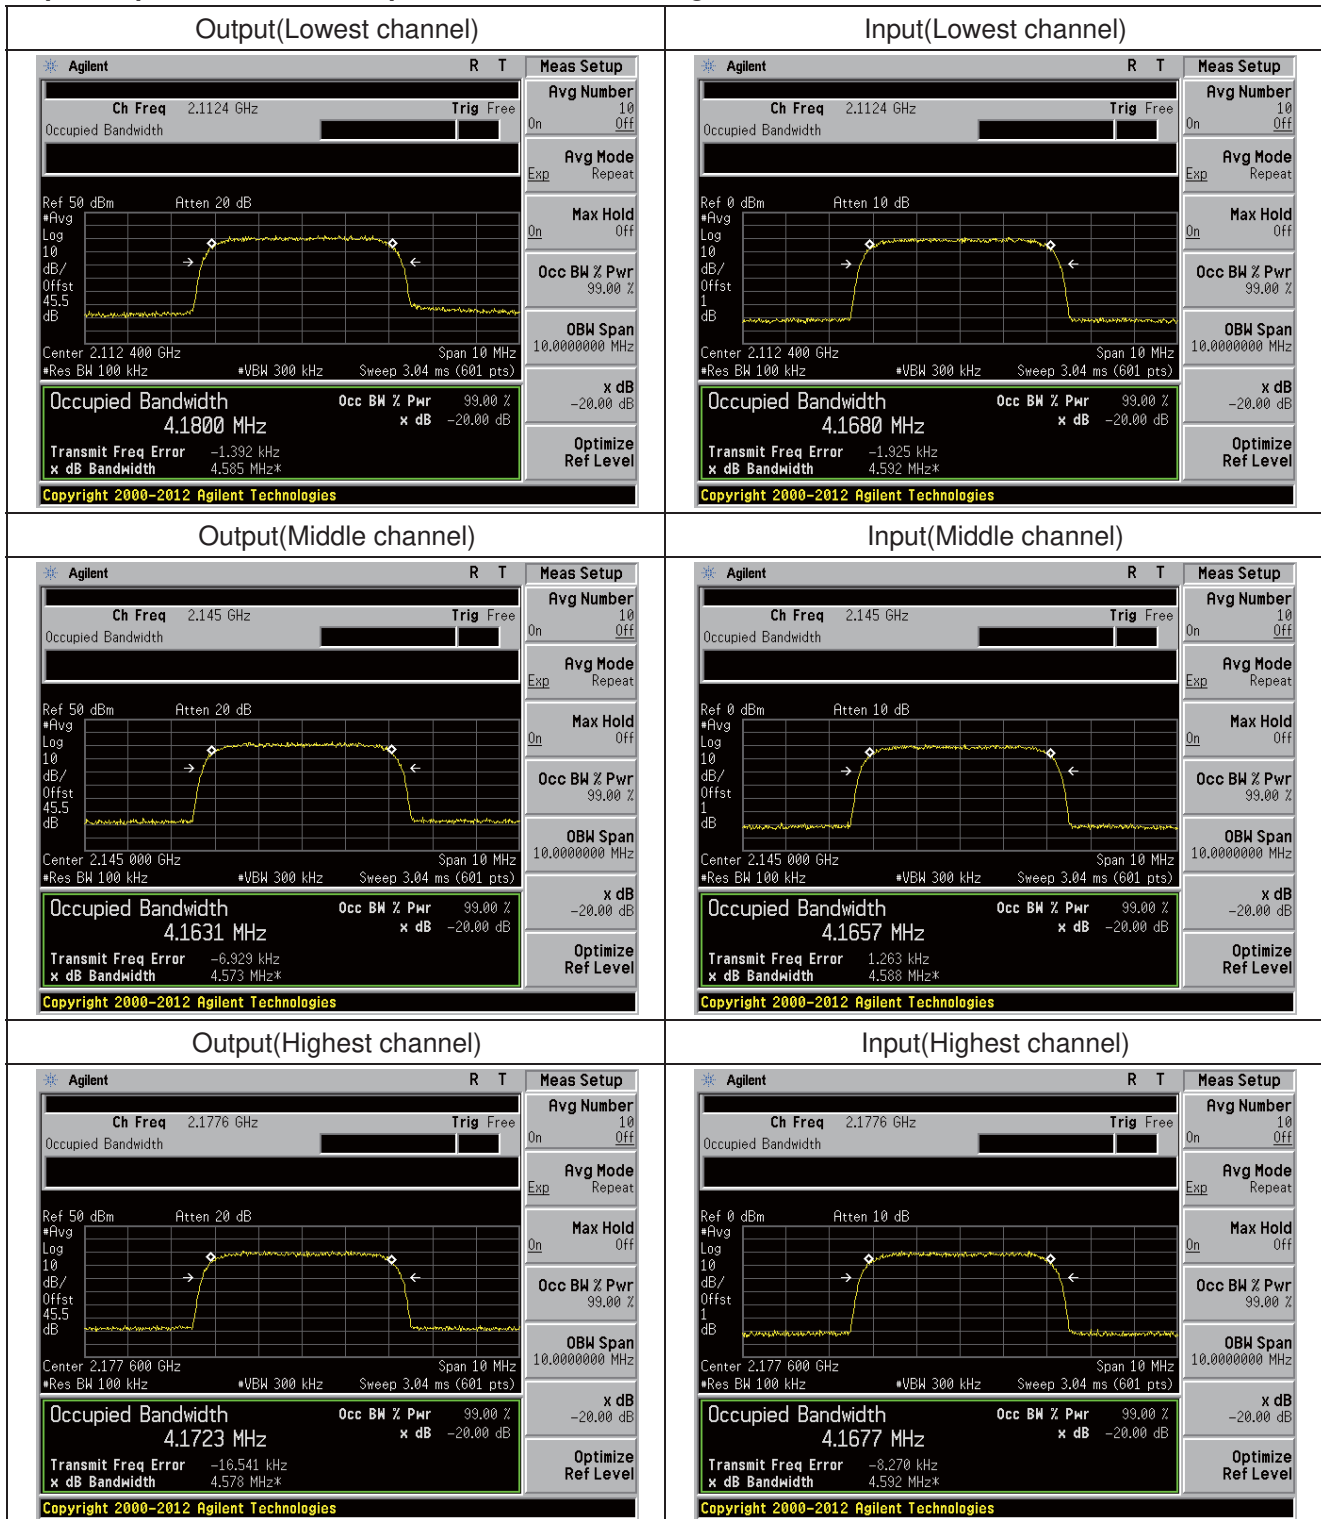 Output(Lowest channel)
Input(Lowest channel)
Agilent R T Meas Setup
Ch Freq 2.1124 GHz Trig Free
Occupied Bandwidth
Avg Number
10
On Off
Avg Mode
Exp Repeat
Ref 50 dBm Atten 20 dB
#Avg
Log
10
dB/
Offst
45.5
dB
Max Hold
On Off
Occ BW % Pwr
99.00 %
OBW Span
10.0000000 MHz
Center 2.112 400 GHz Span 10 MHz
#Res BW 100 kHz #VBW 300 kHz Sweep 3.04 ms (601 pts)
Occupied Bandwidth Occ BW % Pwr 99.00 %
4.1800 MHz x dB -20.00 dB
Transmit Freq Error -1.392 kHz
x dB Bandwidth 4.585 MHz*
x dB
-20.00 dB
Optimize
Ref Level
Copyright 2000-2012 Agilent Technologies
Agilent R T Meas Setup
Ch Freq 2.1124 GHz Trig Free
Occupied Bandwidth
Avg Number
10
On Off
Avg Mode
Exp Repeat
Ref 0 dBm Atten 10 dB
#Avg
Log
10
dB/
Offst
1
dB
Max Hold
On Off
Occ BW % Pwr
99.00 %
OBW Span
10.0000000 MHz
Center 2.112 400 GHz Span 10 MHz
#Res BW 100 kHz #VBW 300 kHz Sweep 3.04 ms (601 pts)
Occupied Bandwidth Occ BW % Pwr 99.00 %
4.1680 MHz x dB -20.00 dB
Transmit Freq Error -1.925 kHz
x dB Bandwidth 4.592 MHz*
x dB
-20.00 dB
Optimize
Ref Level
Copyright 2000-2012 Agilent Technologies
Output(Middle channel)
Input(Middle channel)
Agilent R T Meas Setup
Ch Freq 2.145 GHz Trig Free
Occupied Bandwidth
Avg Number
10
On Off
Avg Mode
Exp Repeat
Ref 50 dBm Atten 20 dB
#Avg
Log
10
dB/
Offst
45.5
dB
Max Hold
On Off
Occ BW % Pwr
99.00 %
OBW Span
10.0000000 MHz
Center 2.145 000 GHz Span 10 MHz
#Res BW 100 kHz #VBW 300 kHz Sweep 3.04 ms (601 pts)
Occupied Bandwidth Occ BW % Pwr 99.00 %
4.1631 MHz x dB -20.00 dB
Transmit Freq Error -6.929 kHz
x dB Bandwidth 4.573 MHz*
x dB
-20.00 dB
Optimize
Ref Level
Copyright 2000-2012 Agilent Technologies
Agilent R T Meas Setup
Ch Freq 2.145 GHz Trig Free
Occupied Bandwidth
Avg Number
10
On Off
Avg Mode
Exp Repeat
Ref 0 dBm Atten 10 dB
#Avg
Log
10
dB/
Offst
1
dB
Max Hold
On Off
Occ BW % Pwr
99.00 %
OBW Span
10.0000000 MHz
Center 2.145 000 GHz Span 10 MHz
#Res BW 100 kHz #VBW 300 kHz Sweep 3.04 ms (601 pts)
Occupied Bandwidth Occ BW % Pwr 99.00 %
4.1657 MHz x dB -20.00 dB
Transmit Freq Error 1.263 kHz
x dB Bandwidth 4.588 MHz*
x dB
-20.00 dB
Optimize
Ref Level
Copyright 2000-2012 Agilent Technologies
Output(Highest channel)
Input(Highest channel)
Agilent R T Meas Setup
Ch Freq 2.1776 GHz Trig Free
Occupied Bandwidth
Avg Number
10
On Off
Avg Mode
Exp Repeat
Ref 50 dBm Atten 20 dB
#Avg
Log
10
dB/
Offst
45.5
dB
Max Hold
On Off
Occ BW % Pwr
99.00 %
OBW Span
10.0000000 MHz
Center 2.177 600 GHz Span 10 MHz
#Res BW 100 kHz #VBW 300 kHz Sweep 3.04 ms (601 pts)
Occupied Bandwidth Occ BW % Pwr 99.00 %
4.1723 MHz x dB -20.00 dB
Transmit Freq Error -16.541 kHz
x dB Bandwidth 4.578 MHz*
x dB
-20.00 dB
Optimize
Ref Level
Copyright 2000-2012 Agilent Technologies
Agilent R T Meas Setup
Ch Freq 2.1776 GHz Trig Free
Occupied Bandwidth
Avg Number
10
On Off
Avg Mode
Exp Repeat
Ref 0 dBm Atten 10 dB
#Avg
Log
10
dB/
Offst
1
dB
Max Hold
On Off
Occ BW % Pwr
99.00 %
OBW Span
10.0000000 MHz
Center 2.177 600 GHz Span 10 MHz
#Res BW 100 kHz #VBW 300 kHz Sweep 3.04 ms (601 pts)
Occupied Bandwidth Occ BW % Pwr 99.00 %
4.1677 MHz x dB -20.00 dB
Transmit Freq Error -8.270 kHz
x dB Bandwidth 4.592 MHz*
x dB
-20.00 dB
Optimize
Ref Level
Copyright 2000-2012 Agilent Technologies